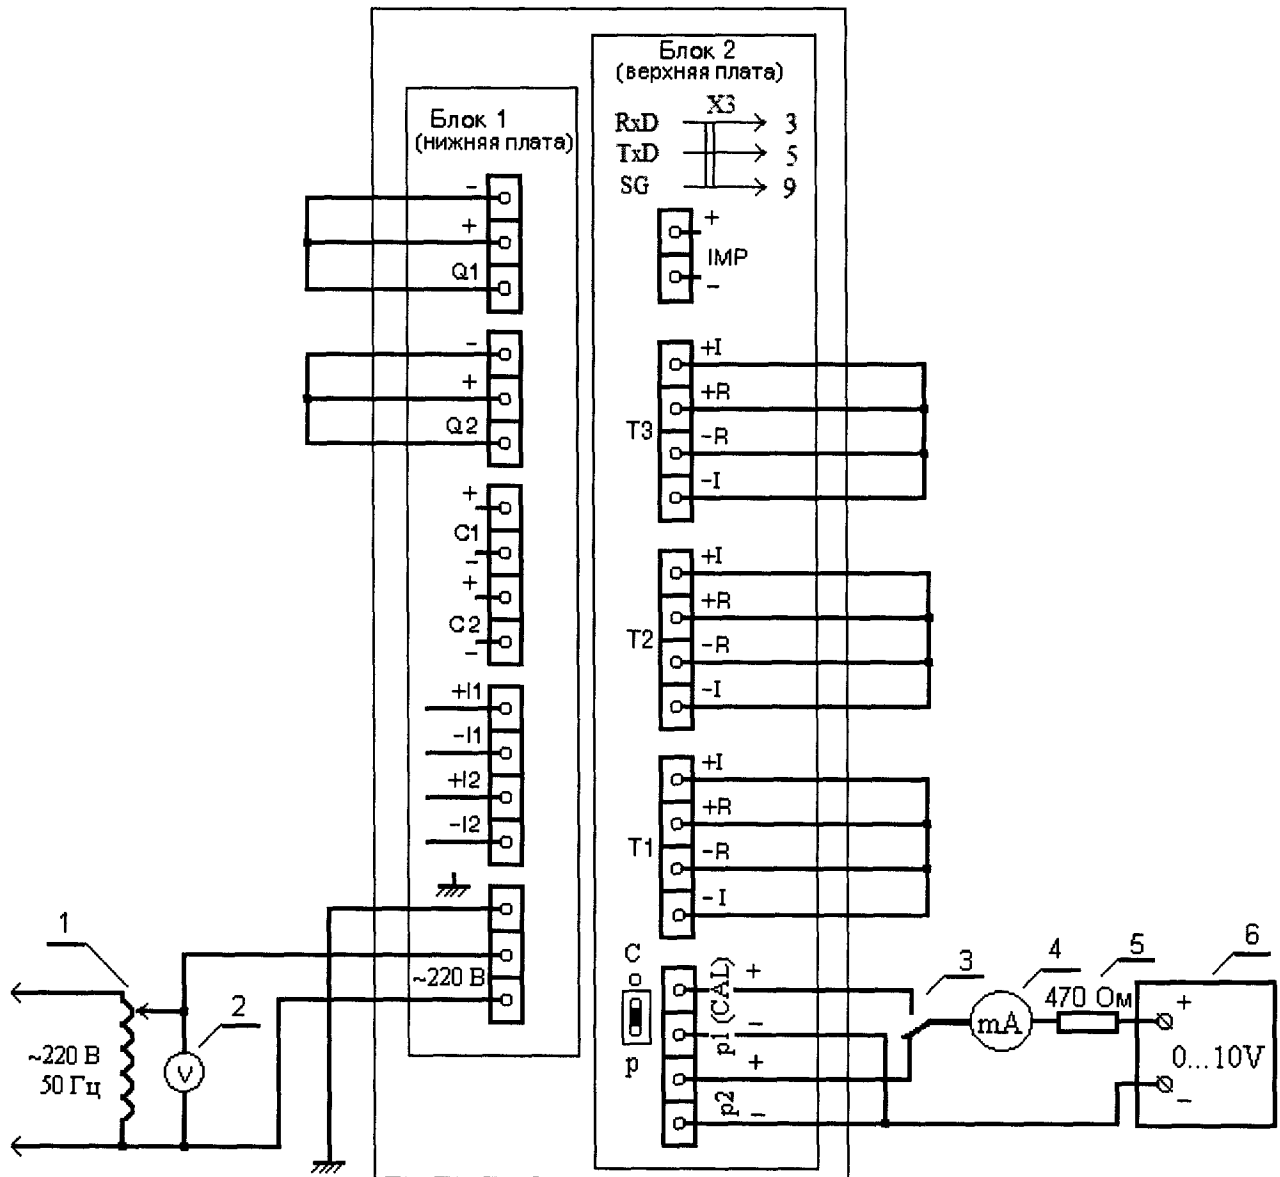 Блок 2
(верхняя плата)
X3
RxD 3
TxD 5
SG 9
+
IMP
−
Блок 1
(нижняя плата)
−
+
Q1
−
+
Q2
+
C1
−
+
C2
−
+I1
−I1
+I2
−I2
~220 В
+I
+R
T3
−R
−I
+I
+R
T2
−R
−I
+I
+R
T1
−R
−I
C
p
+
p1 (CAL)
−
+
p2
−
1
2
V
~220 В
50 Гц
3
4
5
6
mA
470 Ом
+
0...10V
−